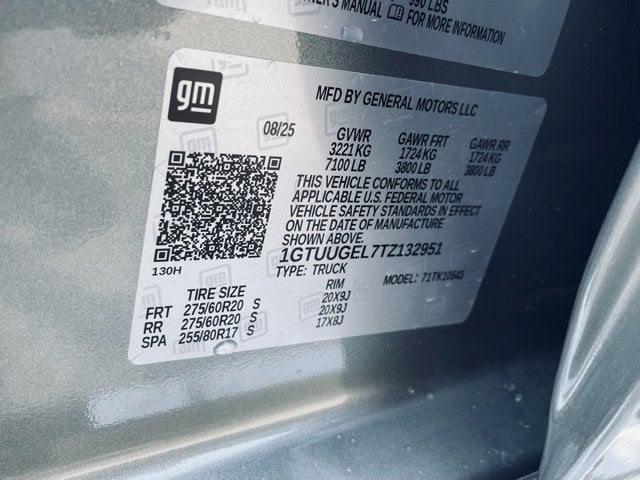 990 LBS
'S MANUAL
FOR MORE INFORMATION
gm
MFD BY GENERAL MOTORS LLC
08/25 GVWR GAWR FRT GAWR RR
3221 KG 1724 KG 1724 KG
7100 LB 3800 LB 3800 LB
THIS VEHICLE CONFORMS TO ALL
APPLICABLE U.S. FEDERAL MOTOR
VEHICLE SAFETY STANDARDS IN EFFECT
ON THE DATE OF MANUFACTURE
SHOWN ABOVE.
130H
1GTUUGEL7TZ132951
TYPE: TRUCK MODEL: 71TK10543
TIRE SIZE RIM
FRT 275/60R20 S 20X9J
RR 275/60R20 S 20X9J
SPA 255/80R17 S 17X8J